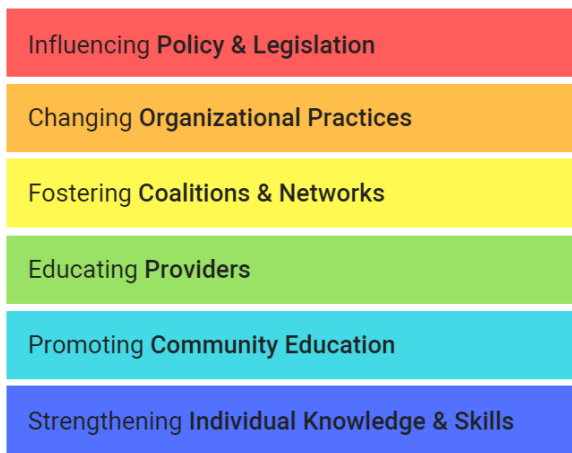 Influencing Policy & Legislation
Changing Organizational Practices
Fostering Coalitions & Networks
Educating Providers
Promoting Community Education
Strengthening Individual Knowledge & Skills